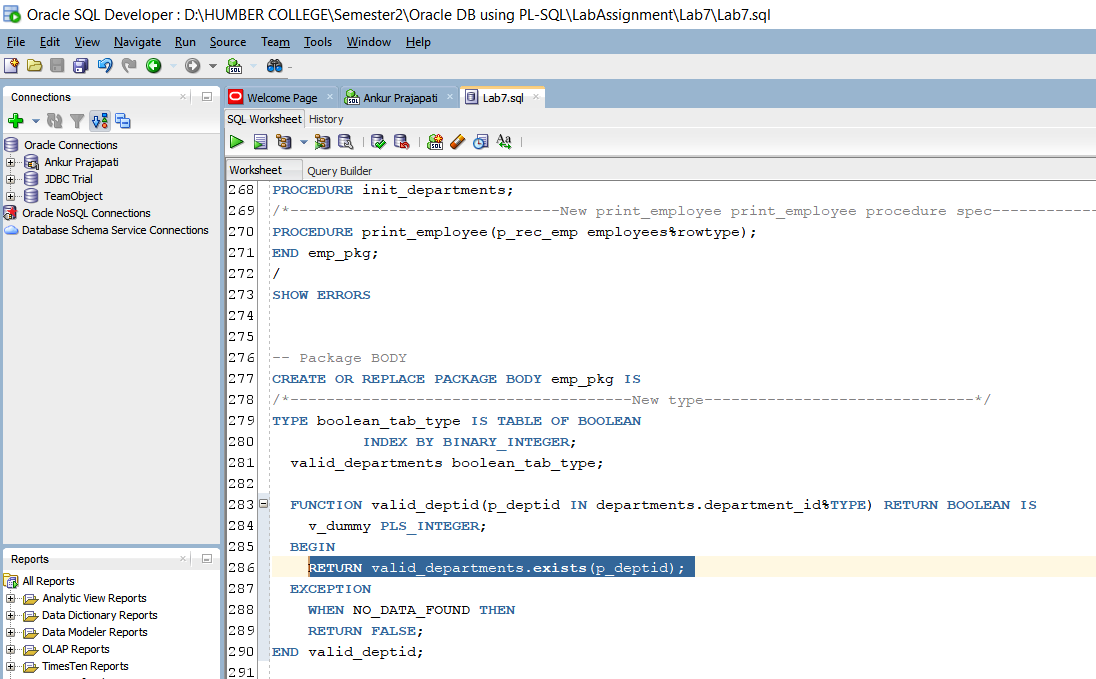 Oracle SQL Developer : D:\HUMBER COLLEGE\Semester2\Oracle DB using PL-SQL\LabAssignment\Lab7\Lab7.sql
File Edit View Navigate Run Source Team Tools Window Help
Connections
Oracle Connections
Ankur Prajapati
JDBC Trial
TeamObject
Oracle NoSQL Connections
Database Schema Service Connections
Reports
All Reports
Analytic View Reports
Data Dictionary Reports
Data Modeler Reports
OLAP Reports
TimesTen Reports
Welcome Page
Ankur Prajapati
Lab7.sql
SQL Worksheet History
Worksheet Query Builder
268 PROCEDURE init_departments;
269 /*------------------------------New print_employee print_employee procedure spec------------
270 PROCEDURE print_employee(p_rec_emp employees%rowtype);
271 END emp_pkg;
272 /
273 SHOW ERRORS
274
275
276 -- Package BODY
277 CREATE OR REPLACE PACKAGE BODY emp_pkg IS
278 /*--------------------------------------New type------------------------------*/
279 TYPE boolean_tab_type IS TABLE OF BOOLEAN
280 INDEX BY BINARY_INTEGER;
281 valid_departments boolean_tab_type;
282
283 FUNCTION valid_deptid(p_deptid IN departments.department_id%TYPE) RETURN BOOLEAN IS
284 v_dummy PLS_INTEGER;
285 BEGIN
286 RETURN valid_departments.exists(p_deptid);
287 EXCEPTION
288 WHEN NO_DATA_FOUND THEN
289 RETURN FALSE;
290 END valid_deptid;
291